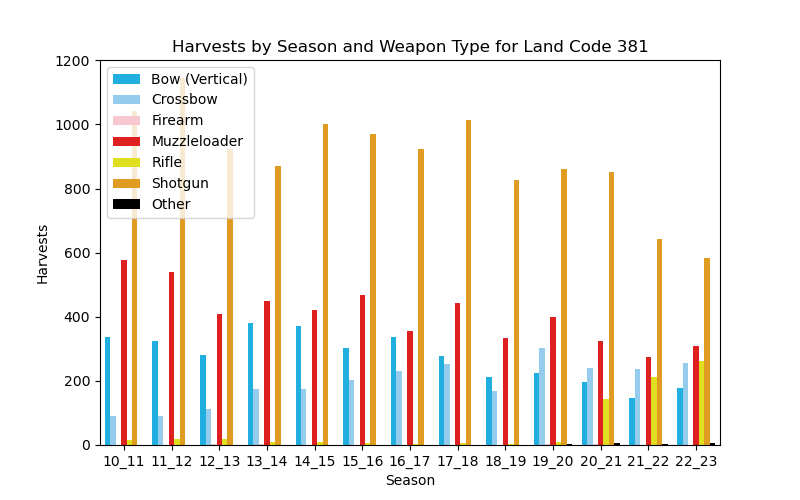 Harvests by Season and Weapon Type for Land Code 381
1200
1000
800
600
400
200
0
Harvests
Bow (Vertical)
Crossbow
Firearm
Muzzleloader
Rifle
Shotgun
Other
10_11 11_12 12_13 13_14 14_15 15_16 16_17 17_18 18_19 19_20 20_21 21_22 22_23
Season